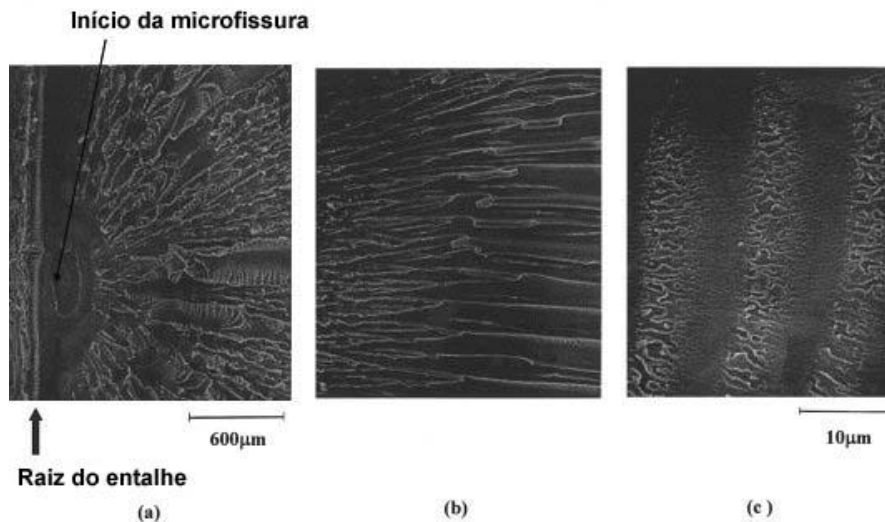 Início da microfissura
600μm
10μm
Raiz do entalhe
(a)
(b)
(c )